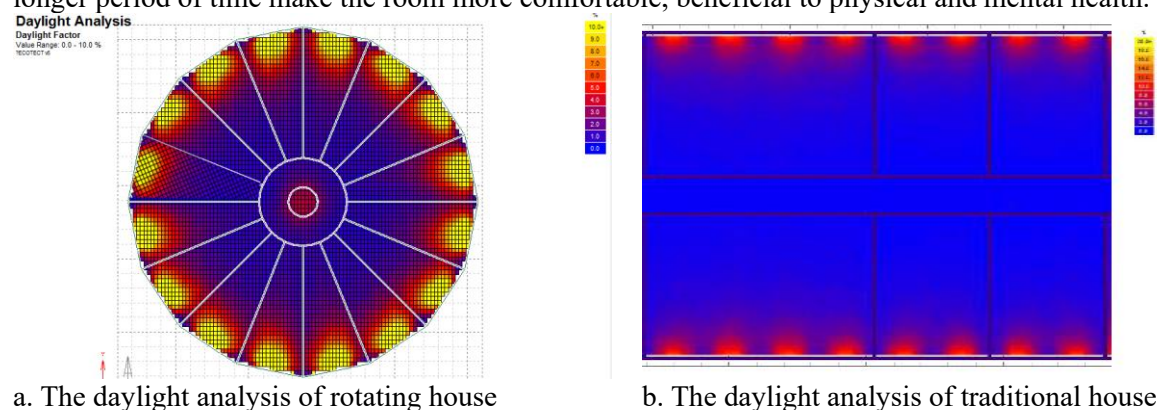 longer period of time make the room more comfortable, beneficial to physical and mental health.
Daylight Analysis
Daylight Factor
Value Range: 0.0 - 10.0 %
%
10.0+
9.0
8.0
7.0
6.0
5.0
4.0
3.0
2.0
1.0
0.0
%
a. The daylight analysis of rotating house
b. The daylight analysis of traditional house